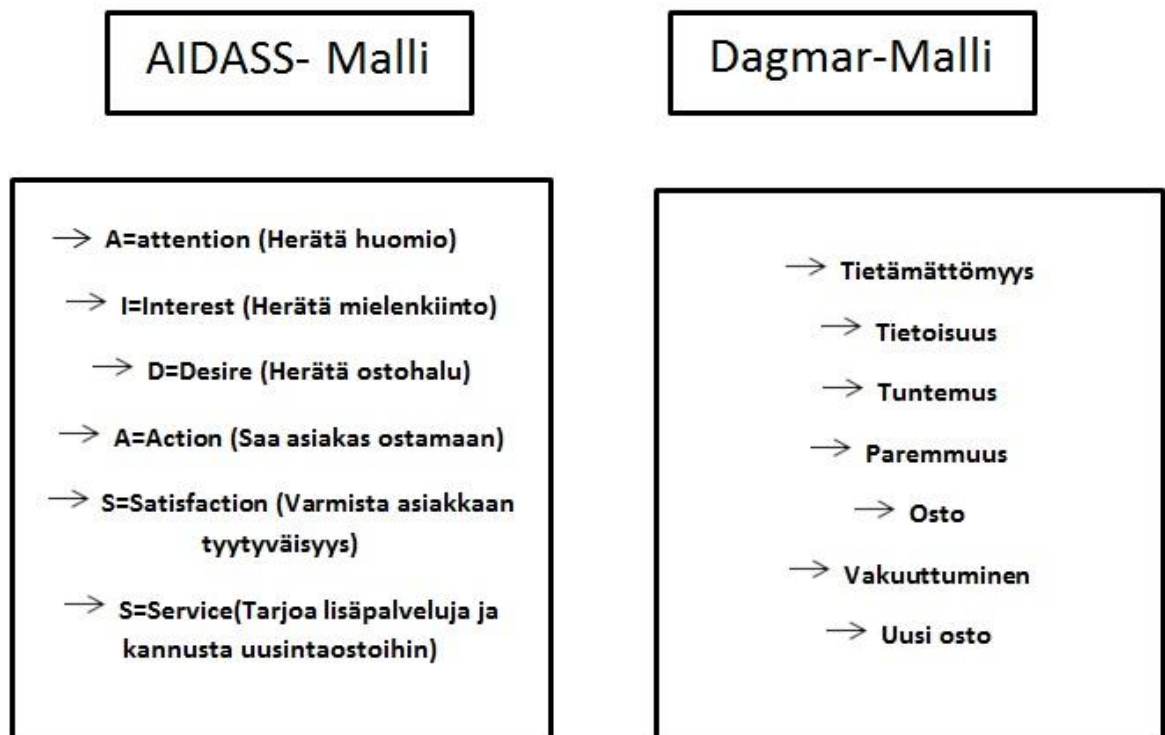 AIDASS- Malli
Dagmar-Malli
→ A=attention (Herätä huomio)
→ I=Interest (Herätä mielenkiinto)
→ D=Desire (Herätä ostohalu)
→ A=Action (Saa asiakas ostamaan)
→ S=Satisfaction (Varmista asiakkaan
tyytyväisyys)
→ S=Service(Tarjoa lisäpalveluja ja
kannusta uusintaostoihin)
→ Tietämättömyys
→ Tietoisuus
→ Tuntemus
→ Paremmuus
→ Osto
→ Vakuuttuminen
→ Uusi osto